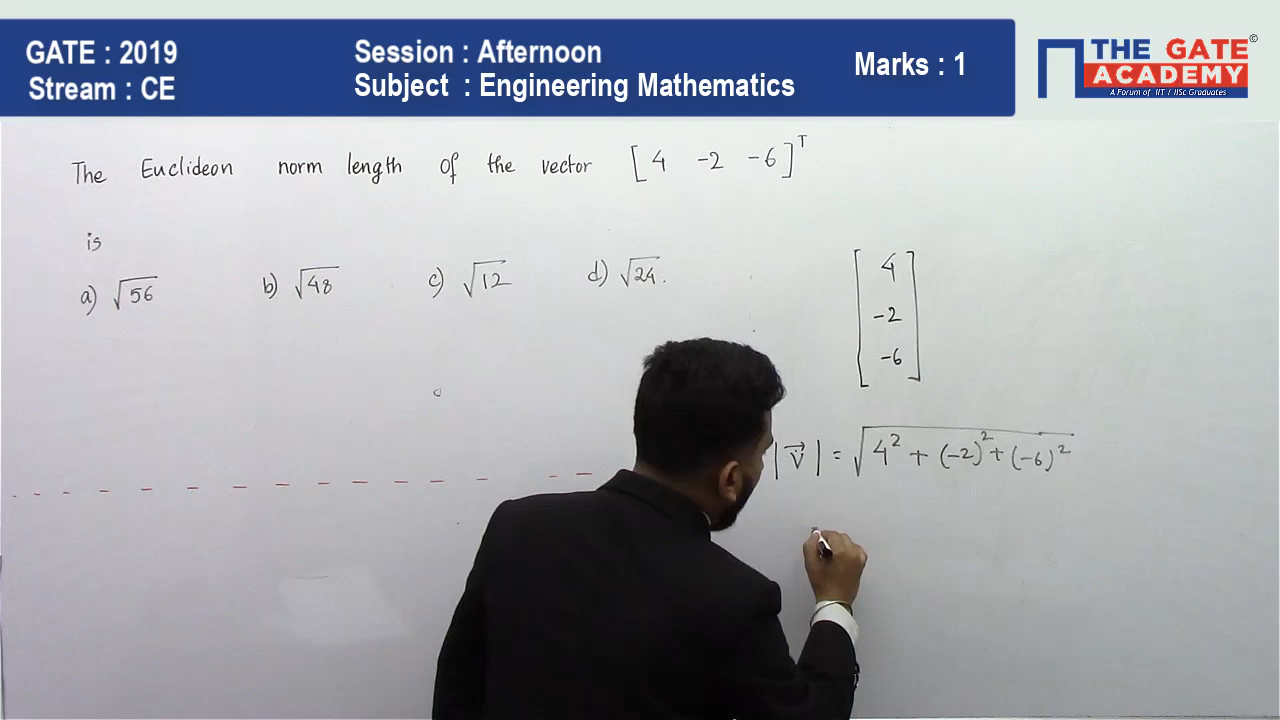 GATE : 2019
Stream : CE
Session : Afternoon
Subject : Engineering Mathematics
Marks : 1
THE GATE ©
ACADEMY
A Forum of IIT / IISc Graduates
The Euclideon norm length of the vector [4 -2 -6]ᵀ
is
a) √56 b) √48 c) √12 d) √24.
[4
-2
-6]
|v⃗| = √4² + (-2)² + (-6)²